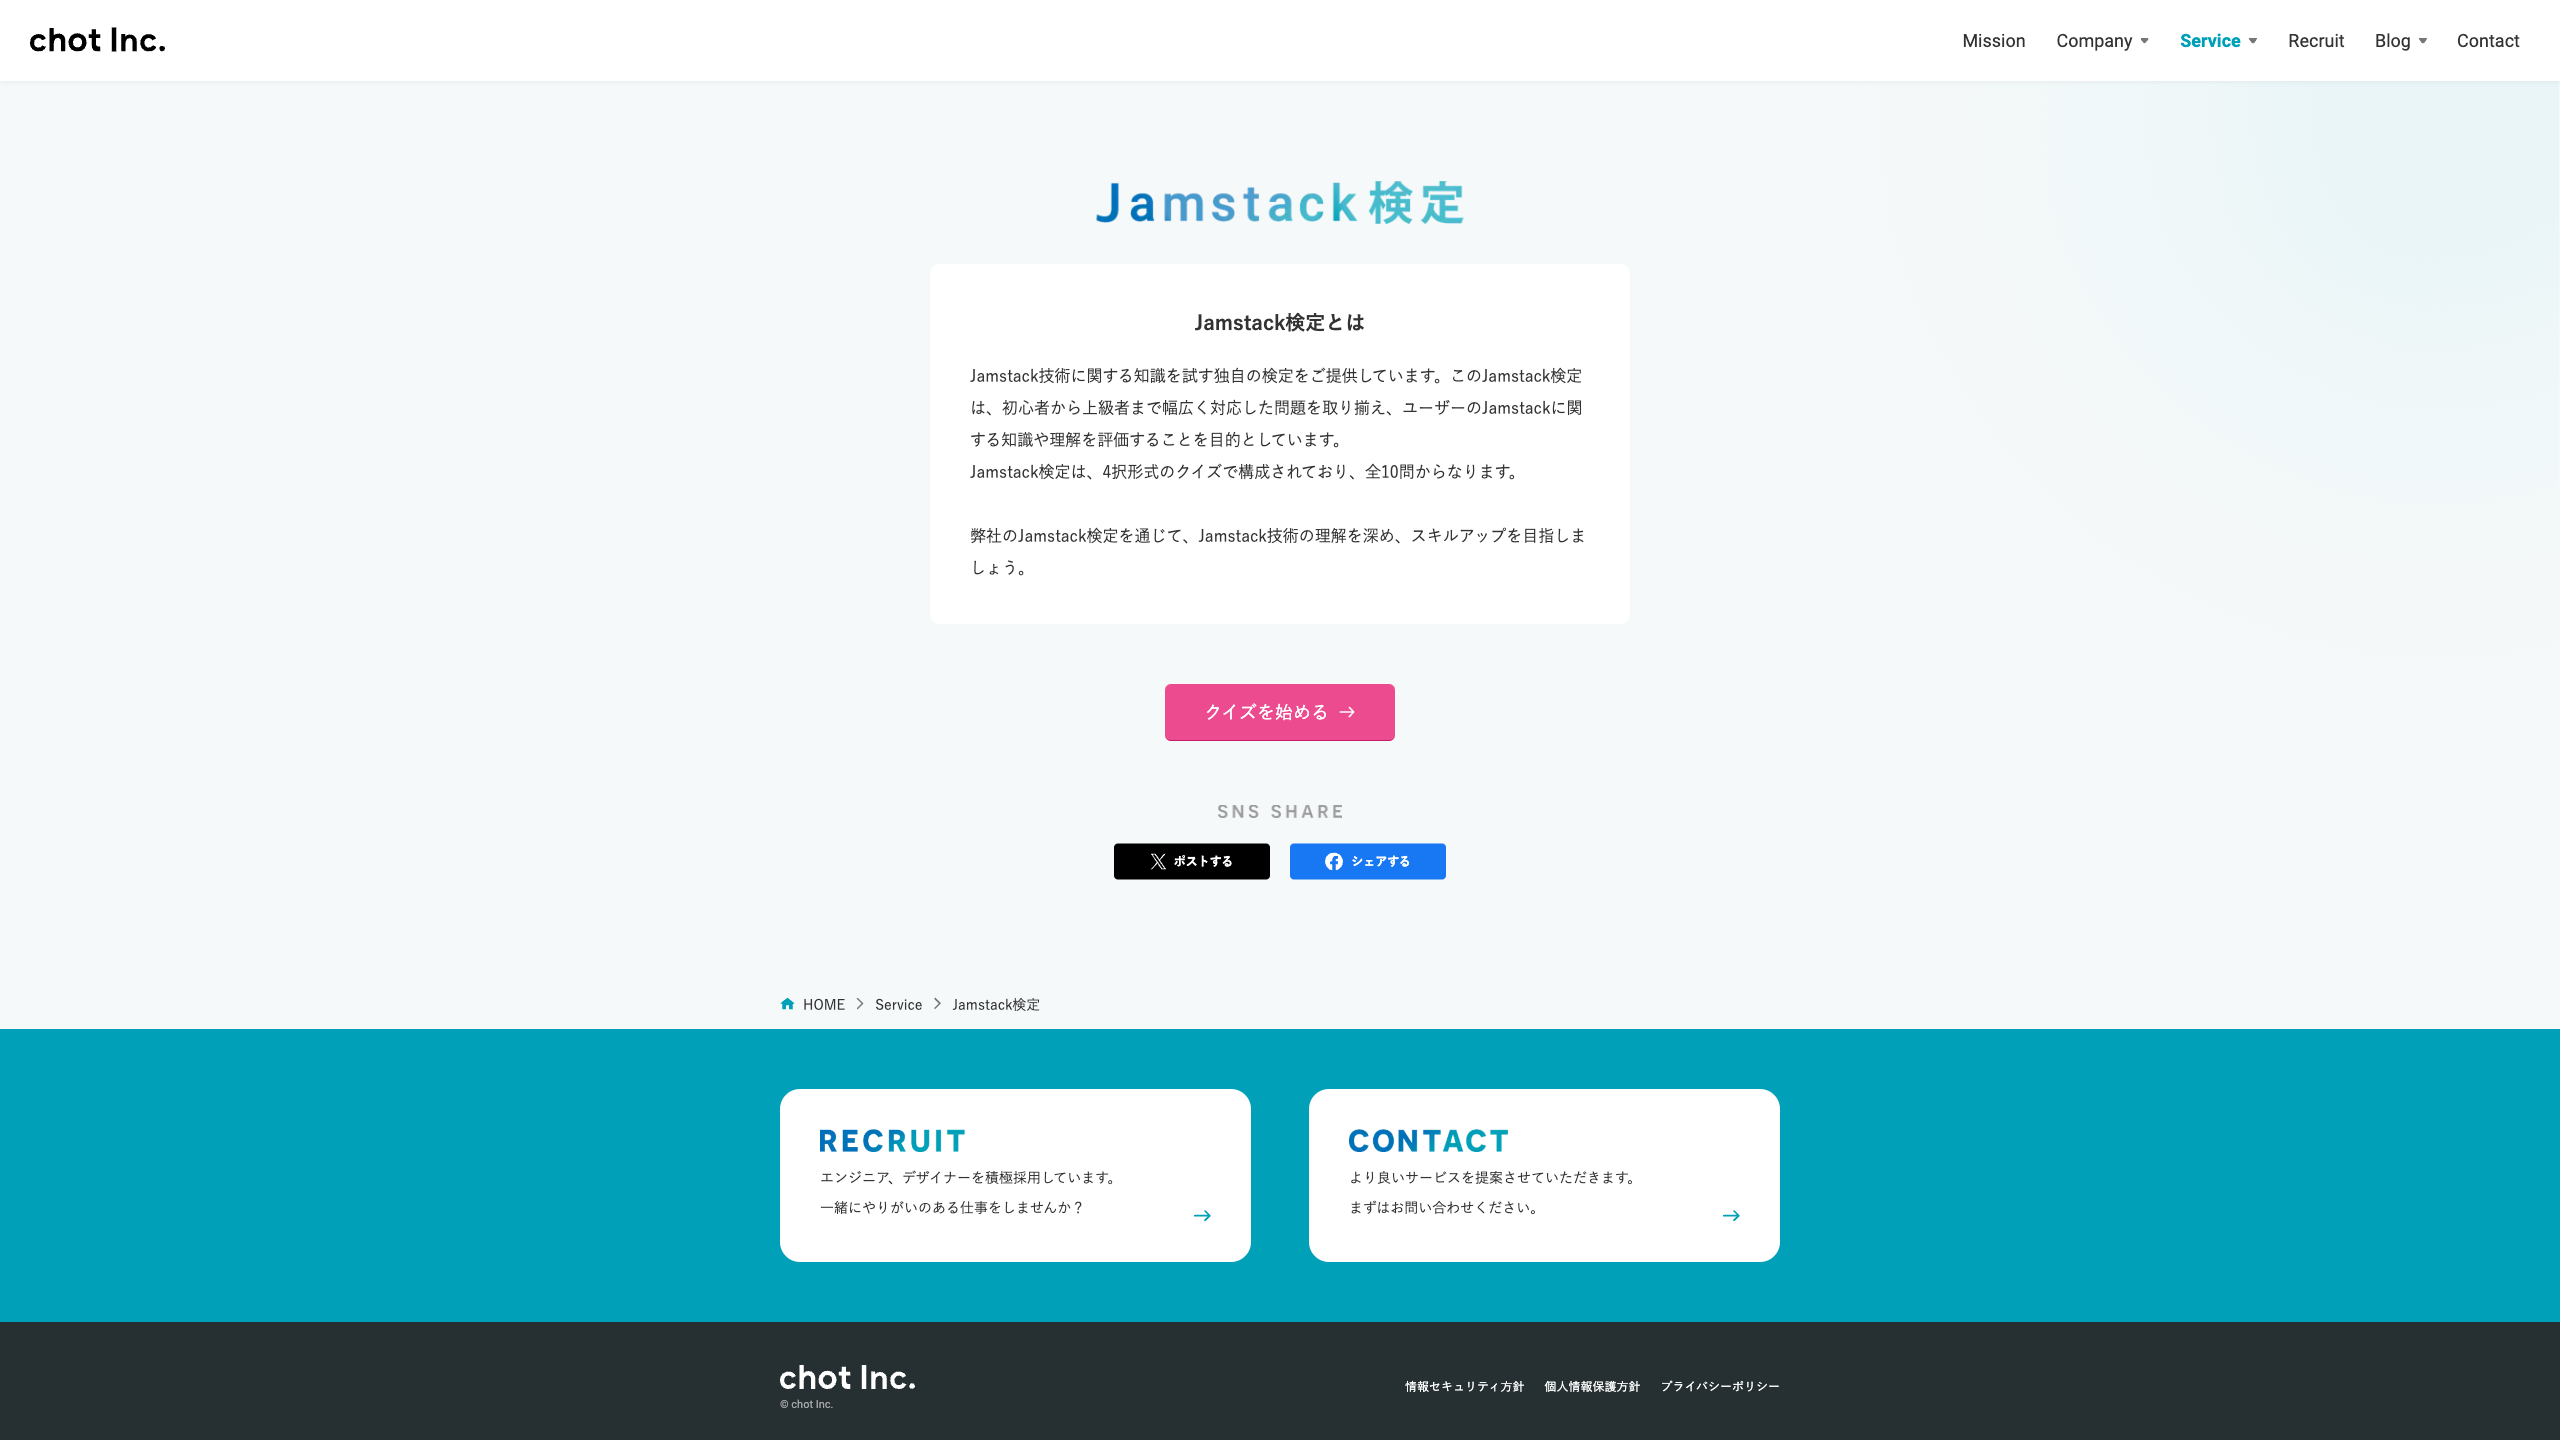 chot Inc.
Mission Company Service Recruit Blog Contact
Jamstack検定
Jamstack検定とは
Jamstack技術に関する知識を試す独自の検定をご提供しています。このJamstack検定
は、初心者から上級者まで幅広く対応した問題を取り揃え、ユーザーのJamstackに関
する知識や理解を評価することを目的としています。
Jamstack検定は、4択形式のクイズで構成されており、全10問からなります。
弊社のJamstack検定を通じて、Jamstack技術の理解を深め、スキルアップを目指しま
しょう。
クイズを始める
SNS SHARE
ポストする シェアする
HOME Service Jamstack検定
RECRUIT
エンジニア、デザイナーを積極採用しています。
一緒にやりがいのある仕事をしませんか？
CONTACT
より良いサービスを提案させていただきます。
まずはお問い合わせください。
chot Inc.
© chot Inc.
情報セキュリティ方針 個人情報保護方針 プライバシーポリシー